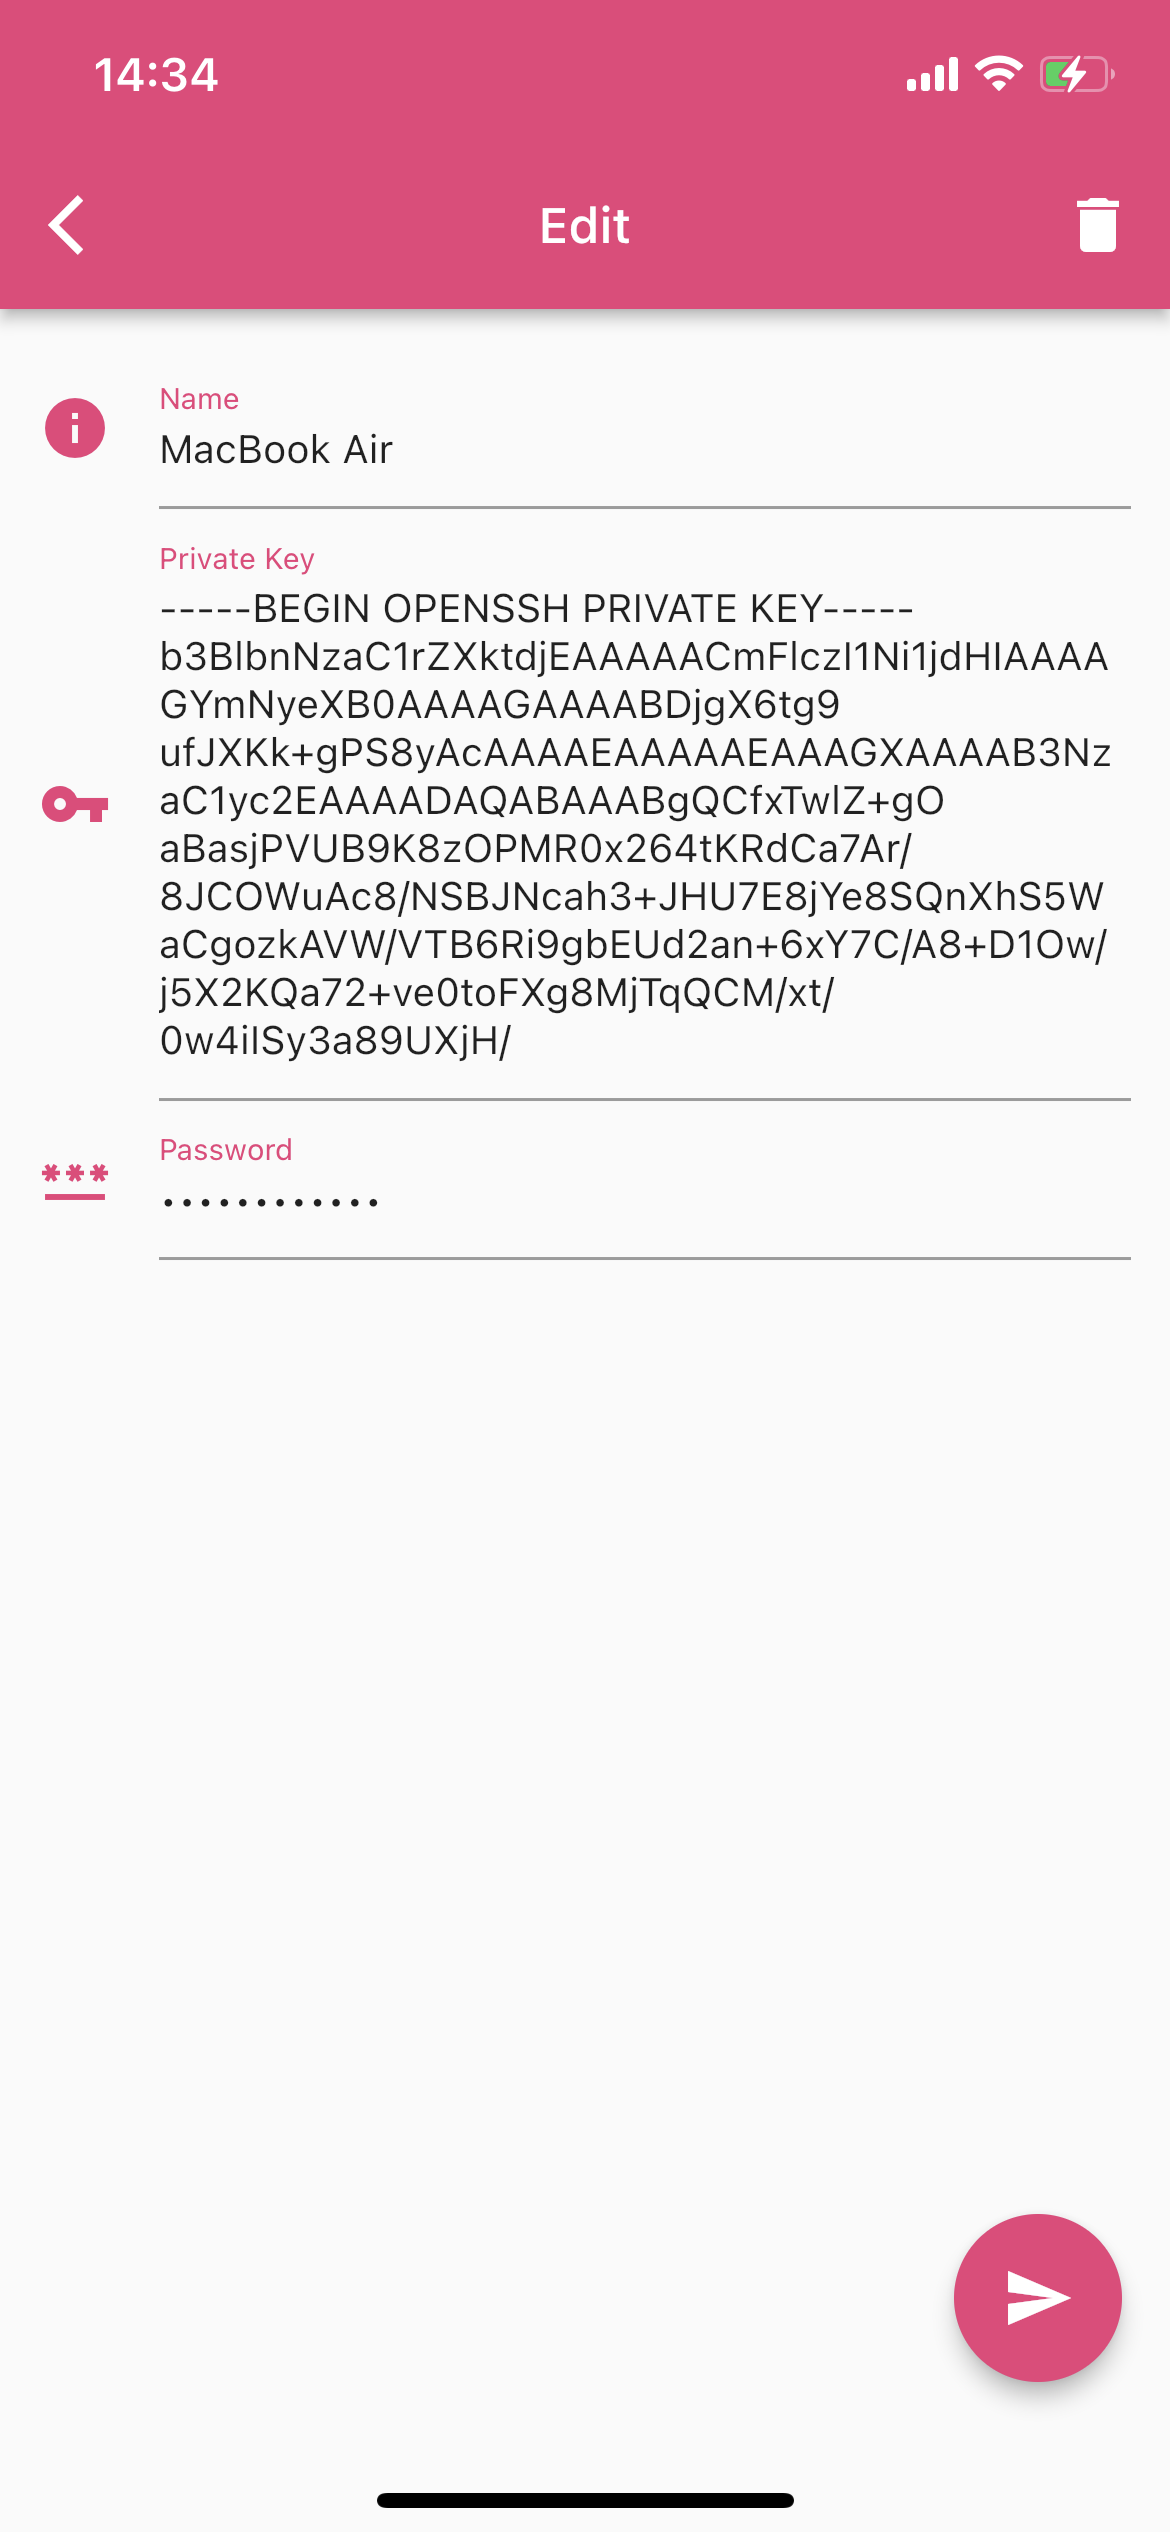 14:34
Edit
Name
MacBook Air
Private Key
-----BEGIN OPENSSH PRIVATE KEY-----
b3BlbnNzaC1rZXktdjEAAAAACmFlczI1Ni1jdHIAAAA
GYmNyeXB0AAAAGAAAABDjgX6tg9
ufJXKk+gPS8yAcAAAAEAAAAAEAAAGXAAAAB3Nz
aC1yc2EAAAADAQABAAABgQCfxTwlZ+gO
aBasjPVUB9K8zOPMR0x264tKRdCa7Ar/
8JCOWuAc8/NSBJNcah3+JHU7E8jYe8SQnXhS5W
aCgozkAVW/VTB6Ri9gbEUd2an+6xY7C/A8+D1Ow/
j5X2KQa72+ve0toFXg8MjTqQCM/xt/
0w4iISy3a89UXjH/
Password
••••••••••••